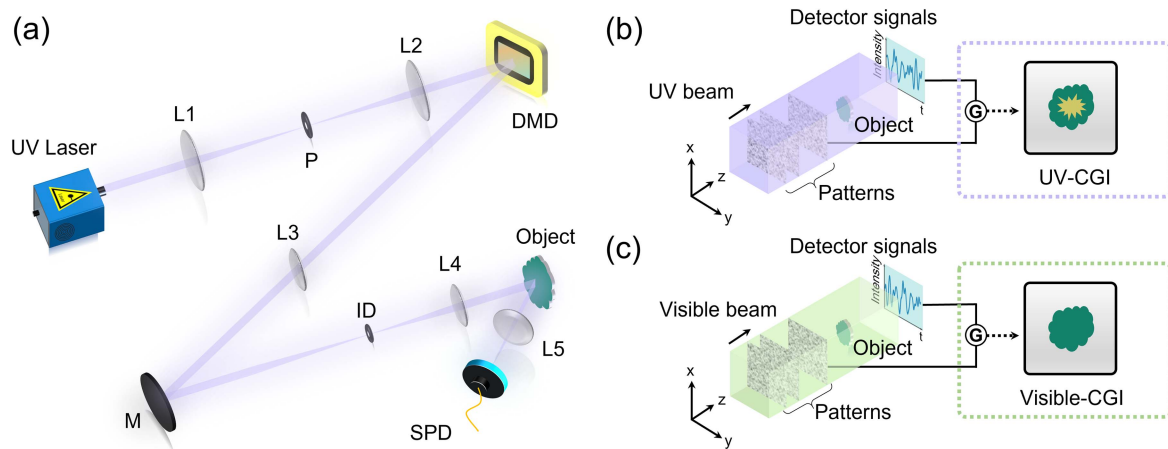 (a)
L2
DMD
UV Laser
L1
P
L3
Object
L4
ID
L5
M
SPD
(b)
Detector signals
Intensity
t
UV beam
Object
G
x
z
y
Patterns
UV-CGI
(c)
Detector signals
Intensity
t
Visible beam
Object
G
x
z
y
Patterns
Visible-CGI